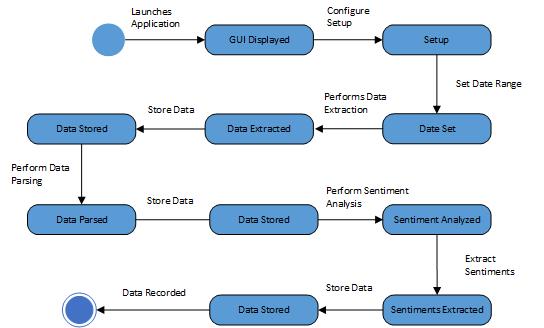 Launches
Application
GUI Displayed
Configure
Setup
Setup
Set Date Range
Date Set
Performs Data
Extraction
Data Extracted
Store Data
Data Stored
Perform Data
Parsing
Data Parsed
Store Data
Data Stored
Perform Sentiment
Analysis
Sentiment Analyzed
Extract
Sentiments
Sentiments Extracted
Store Data
Data Stored
Data Recorded